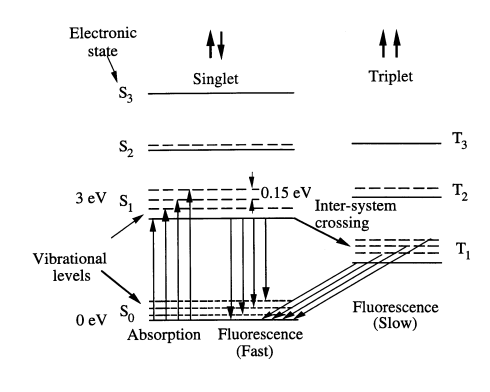 Electronic
state
Singlet
Triplet
S3
S2
T3
3 eV
S1
0.15 eV
T2
Inter-system
crossing
T1
Vibrational
levels
0 eV
S0
Absorption
Fluorescence
(Fast)
Fluorescence
(Slow)